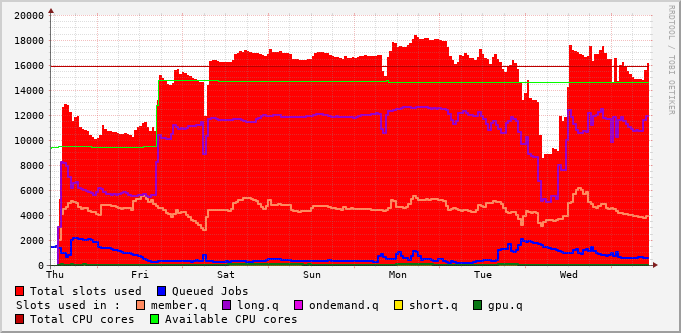 20000
18000
16000
14000
12000
10000
8000
6000
4000
2000
0
Thu Fri Sat Sun Mon Tue Wed
RRDTOOL / TOBI OETIKER
Total slots used Queued Jobs
Slots used in : member.q long.q ondemand.q short.q gpu.q
Total CPU cores Available CPU cores